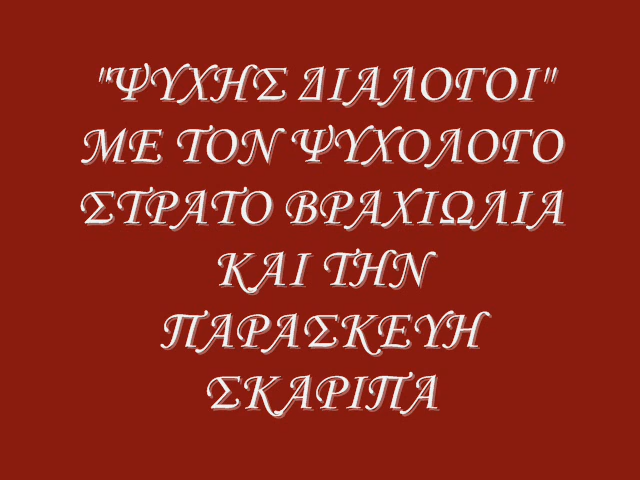 "ΨΥΧΗΣ ΔΙΑΛΟΓΟΙ"
ΜΕ ΤΟΝ ΨΥΧΟΛΟΓΟ
ΣΤΡΑΤΟ ΒΡΑΧΙΩΛΙΑ
ΚΑΙ ΤΗΝ
ΠΑΡΑΣΚΕΥΗ
ΣΚΑΡΙΠΑ